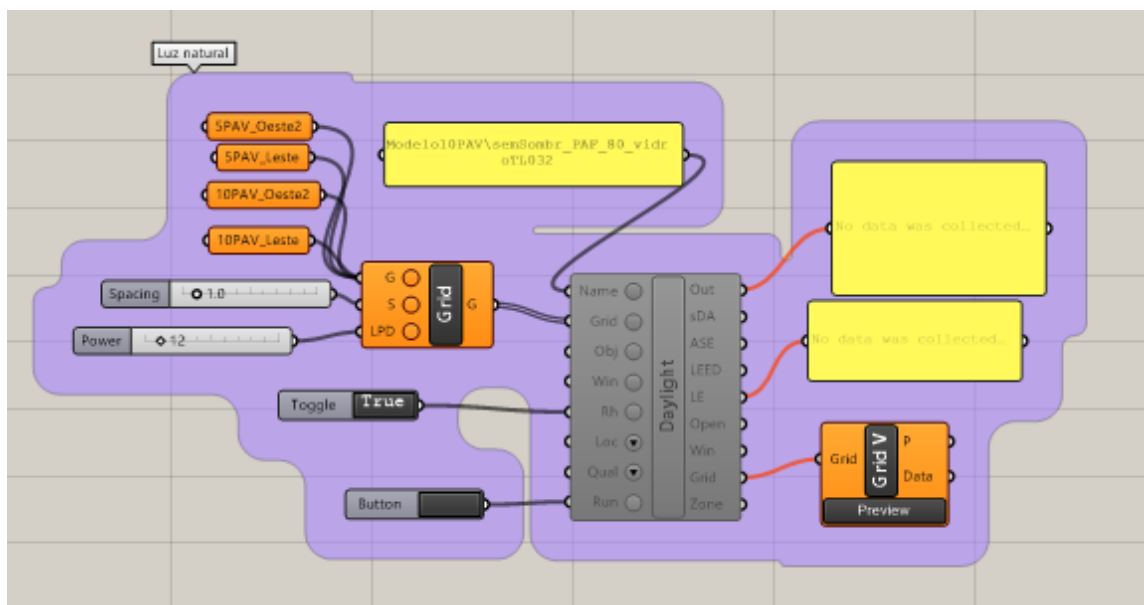 Luz natural
5PAV_Oeste2
5PAV_Leste
10PAV_Oeste2
10PAV_Leste
Modelo10PAV\semSombr_PAF_80_vidr
oTL032
Spacing
1.0
Power
12
G
S
LPD
Grid
G
Toggle
True
Button
Name
Grid
Obj
Win
Rh
Loc
Qual
Run
Daylight
Out
sDA
ASE
LEED
LE
Open
Win
Grid
Zone
No data was collected…
No data was collected…
Grid
Grid V
P
Data
Preview